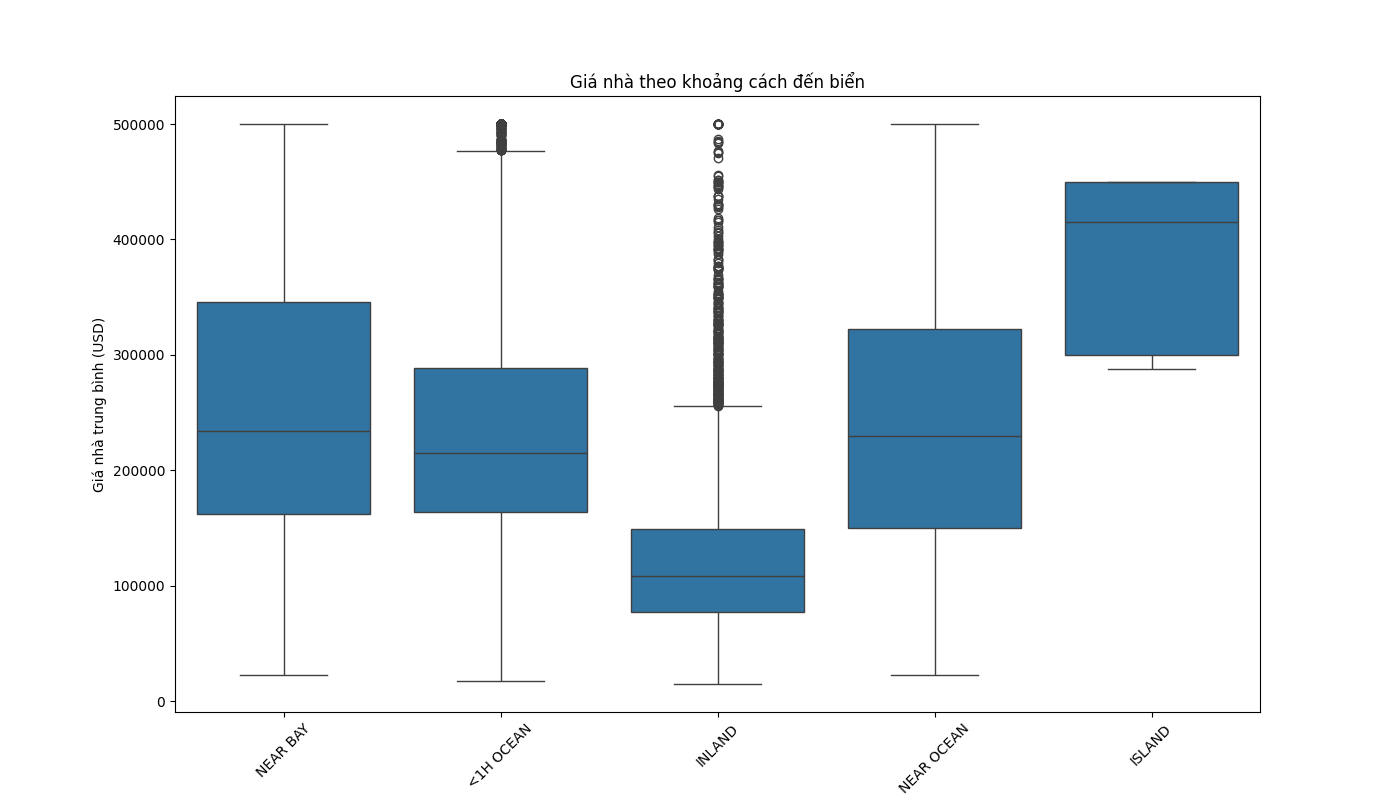 Giá nhà theo khoảng cách đến biển
Giá nhà trung bình (USD)
500000
400000
300000
200000
100000
0
NEAR BAY
<1H OCEAN
INLAND
NEAR OCEAN
ISLAND